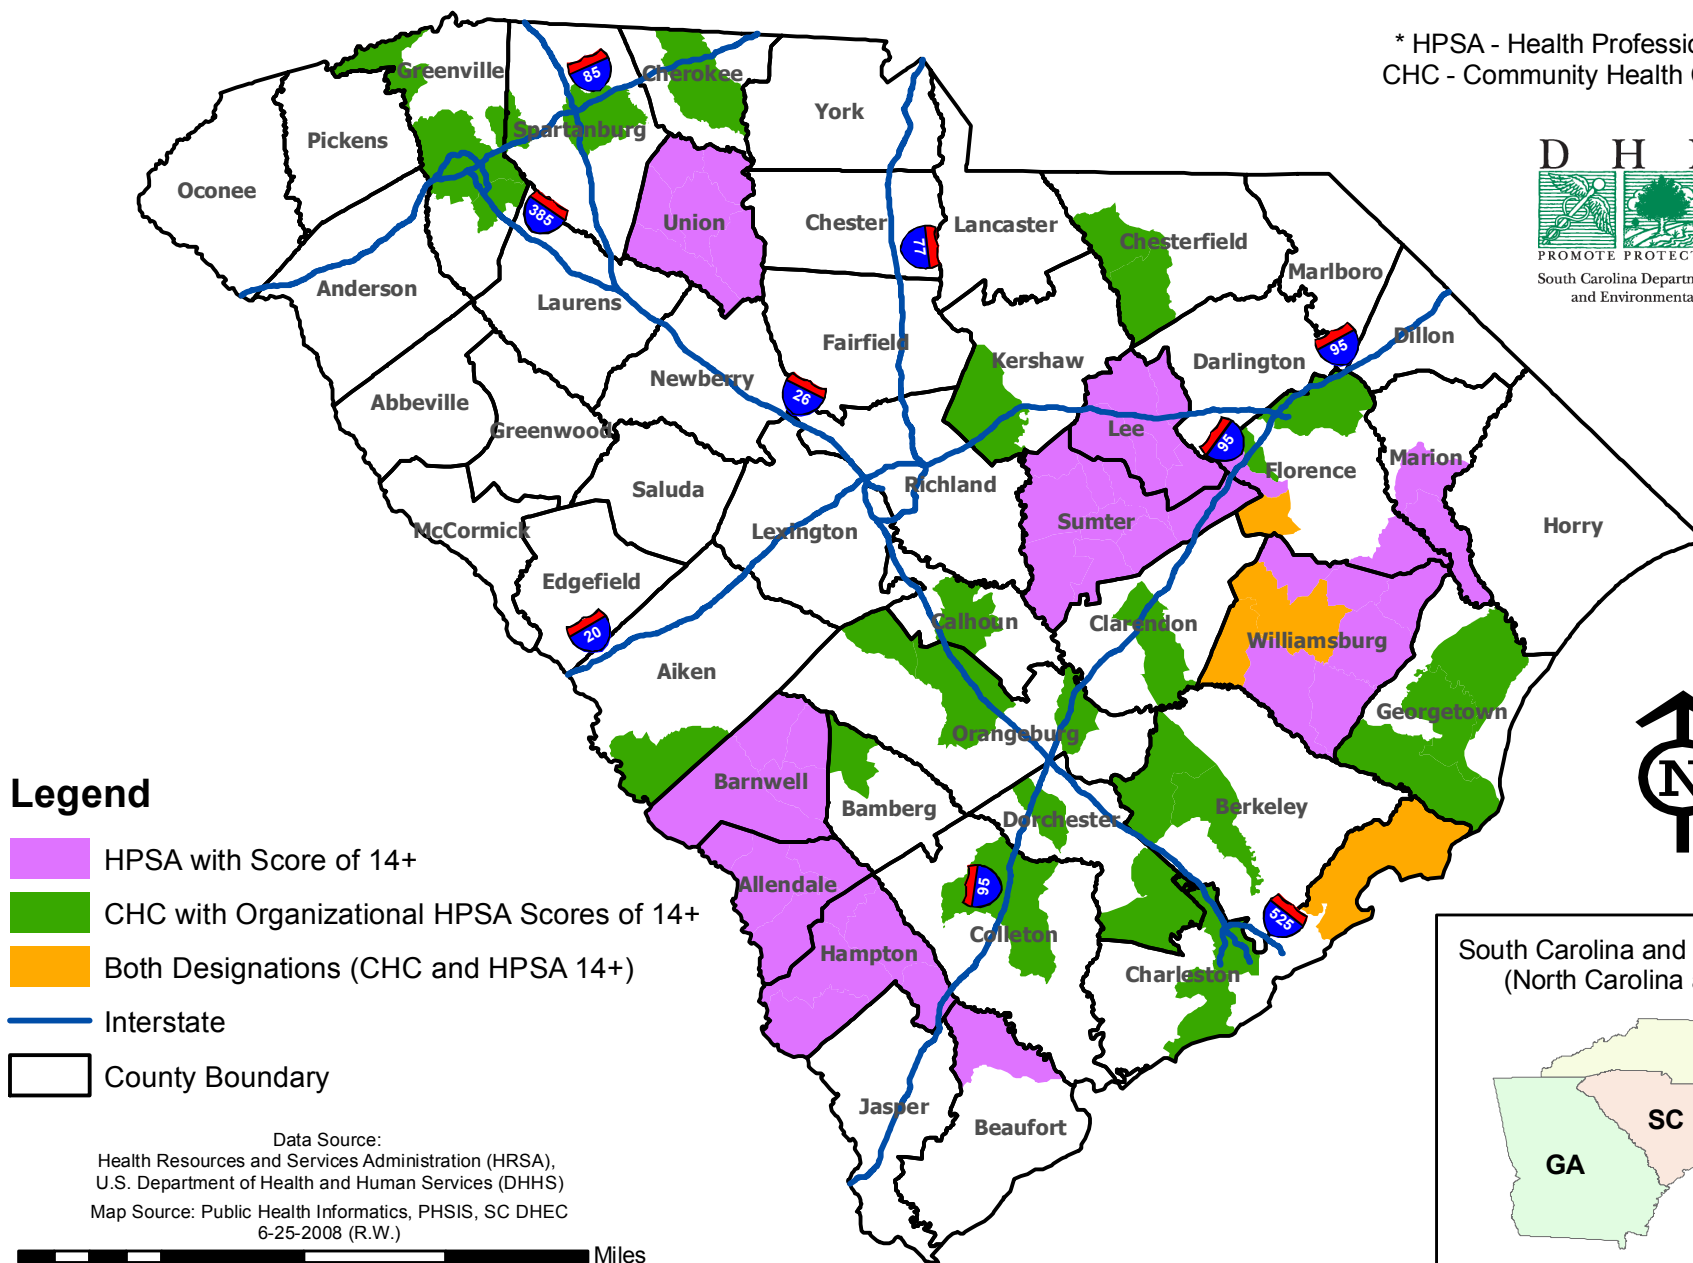 * HPSA - Health Professio
CHC - Community Health
D H
PROMOTE PROTECT
South Carolina Departm
and Environmenta
Greenville
85
Cherokee
York
Pickens
Spartanburg
Oconee
385
Union
Chester
77
Lancaster
Chesterfield
Marlboro
Anderson
Laurens
Fairfield
Kershaw
Darlington
95
Dillon
Newberry
26
Abbeville
Greenwood
Lee
95
Florence
Marion
Saluda
Richland
Sumter
Horry
McCormick
Lexington
Edgefield
20
Calhoun
Clarendon
Williamsburg
Aiken
Orangeburg
Georgetown
N
Barnwell
Bamberg
Dorchester
Berkeley
Allendale
95
525
Colleton
Hampton
Charleston
Jasper
Beaufort
Legend
HPSA with Score of 14+
CHC with Organizational HPSA Scores of 14+
Both Designations (CHC and HPSA 14+)
Interstate
County Boundary
Data Source:
Health Resources and Services Administration (HRSA),
U.S. Department of Health and Human Services (DHHS)
Map Source: Public Health Informatics, PHSIS, SC DHEC
6-25-2008 (R.W.)
Miles
South Carolina and
(North Carolina
SC
GA